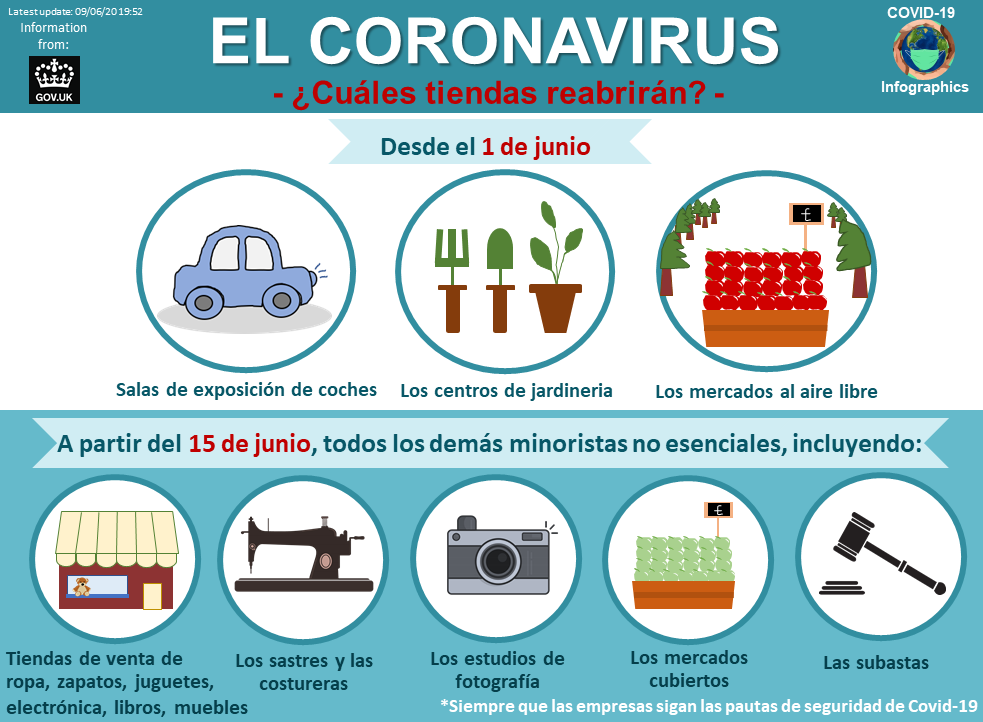 Latest update: 09/06/2019:52
Information
from:
GOV.UK
EL CORONAVIRUS
- ¿Cuáles tiendas reabrirán? -
COVID-19
Infographics
Desde el 1 de junio
£
Salas de exposición de coches
Los centros de jardineria
Los mercados al aire libre
A partir del 15 de junio, todos los demás minoristas no esenciales, incluyendo:
£
Tiendas de venta de
ropa, zapatos, juguetes,
electrónica, libros, muebles
Los sastres y las
costureras
Los estudios de
fotografía
Los mercados
cubiertos
Las subastas
*Siempre que las empresas sigan las pautas de seguridad de Covid-19